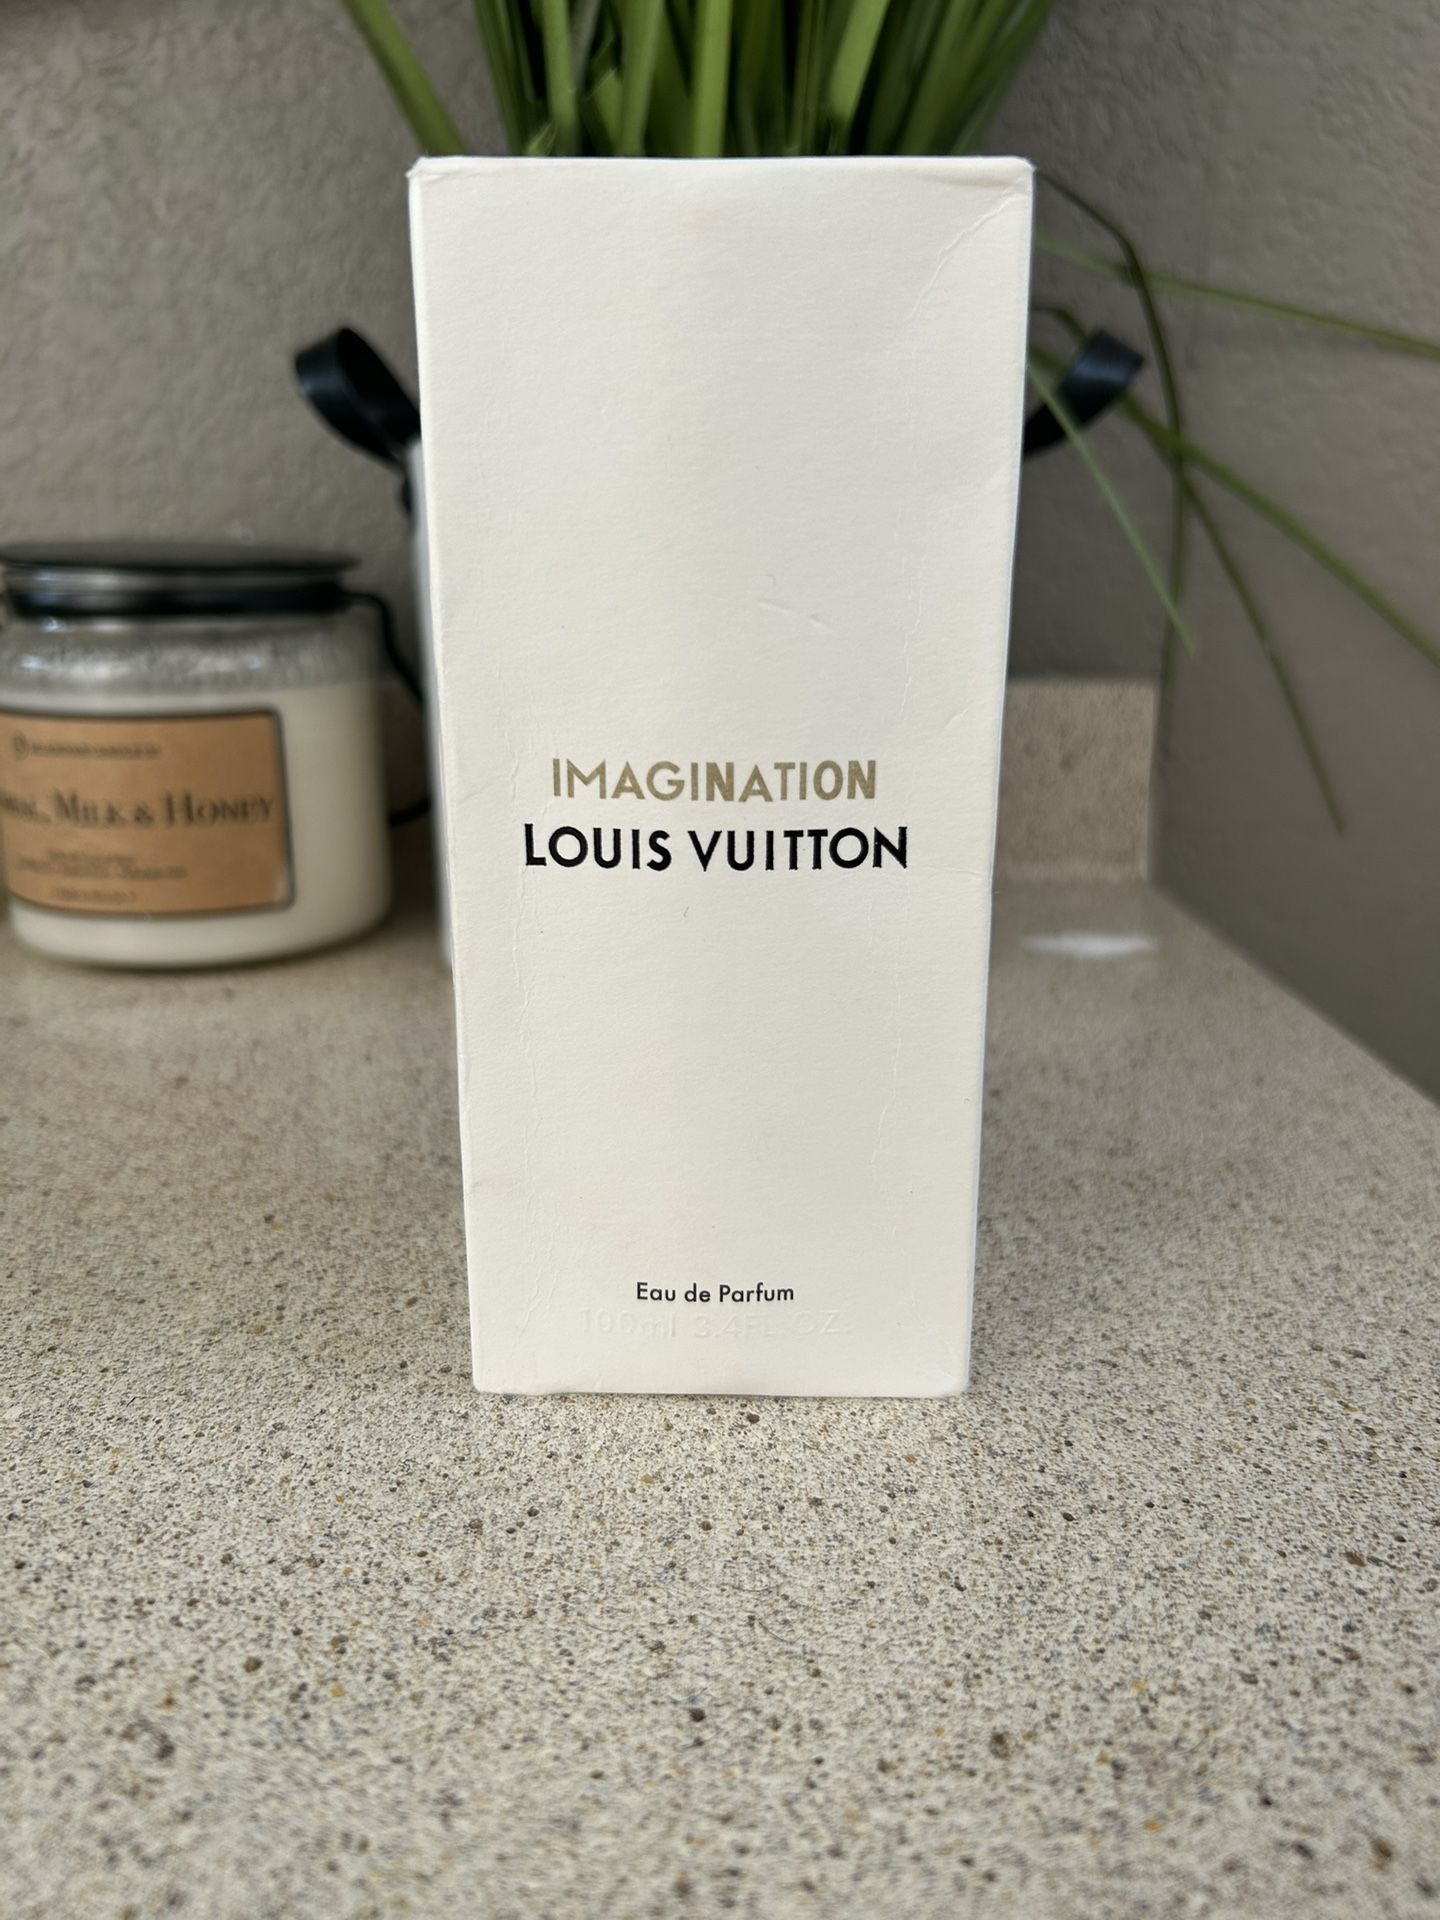 IMAGINATION
LOUIS VUITTON
Eau de Parfum
100ml 3.4FL. OZ.
MILK & HONEY